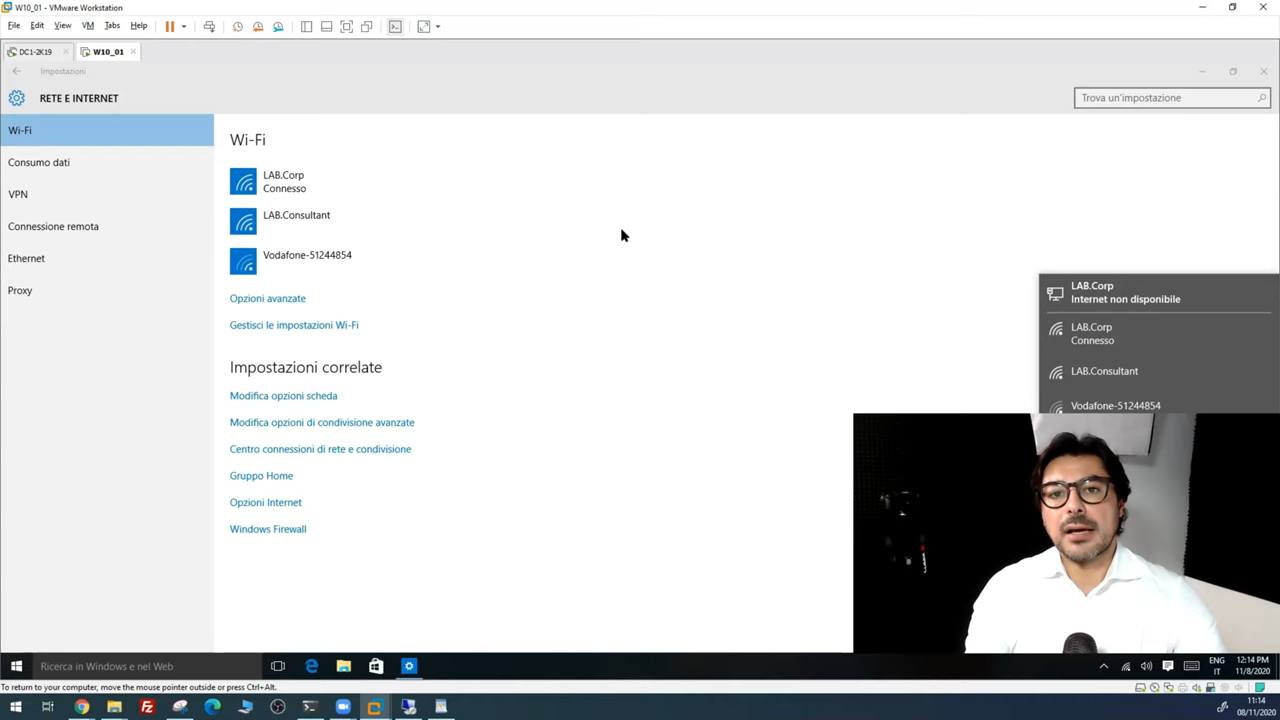 W10_01 - VMware Workstation
File Edit View VM Tabs Help
DC1-2K19
W10_01
Impostazioni
RETE E INTERNET
Trova un'impostazione
Wi-Fi
Consumo dati
VPN
Connessione remota
Ethernet
Proxy
Wi-Fi
LAB.Corp
Connesso
LAB.Consultant
Vodafone-51244854
Opzioni avanzate
Gestisci le impostazioni Wi-Fi
Impostazioni correlate
Modifica opzioni scheda
Modifica opzioni di condivisione avanzate
Centro connessioni di rete e condivisione
Gruppo Home
Opzioni Internet
Windows Firewall
LAB.Corp
Internet non disponibile
LAB.Corp
Connesso
LAB.Consultant
Vodafone-51244854
Ricerca in Windows e nel Web
ENG
IT
12:14 PM
11/8/2020
To return to your computer, move the mouse pointer outside or press Ctrl+Alt.
11:14
08/11/2020